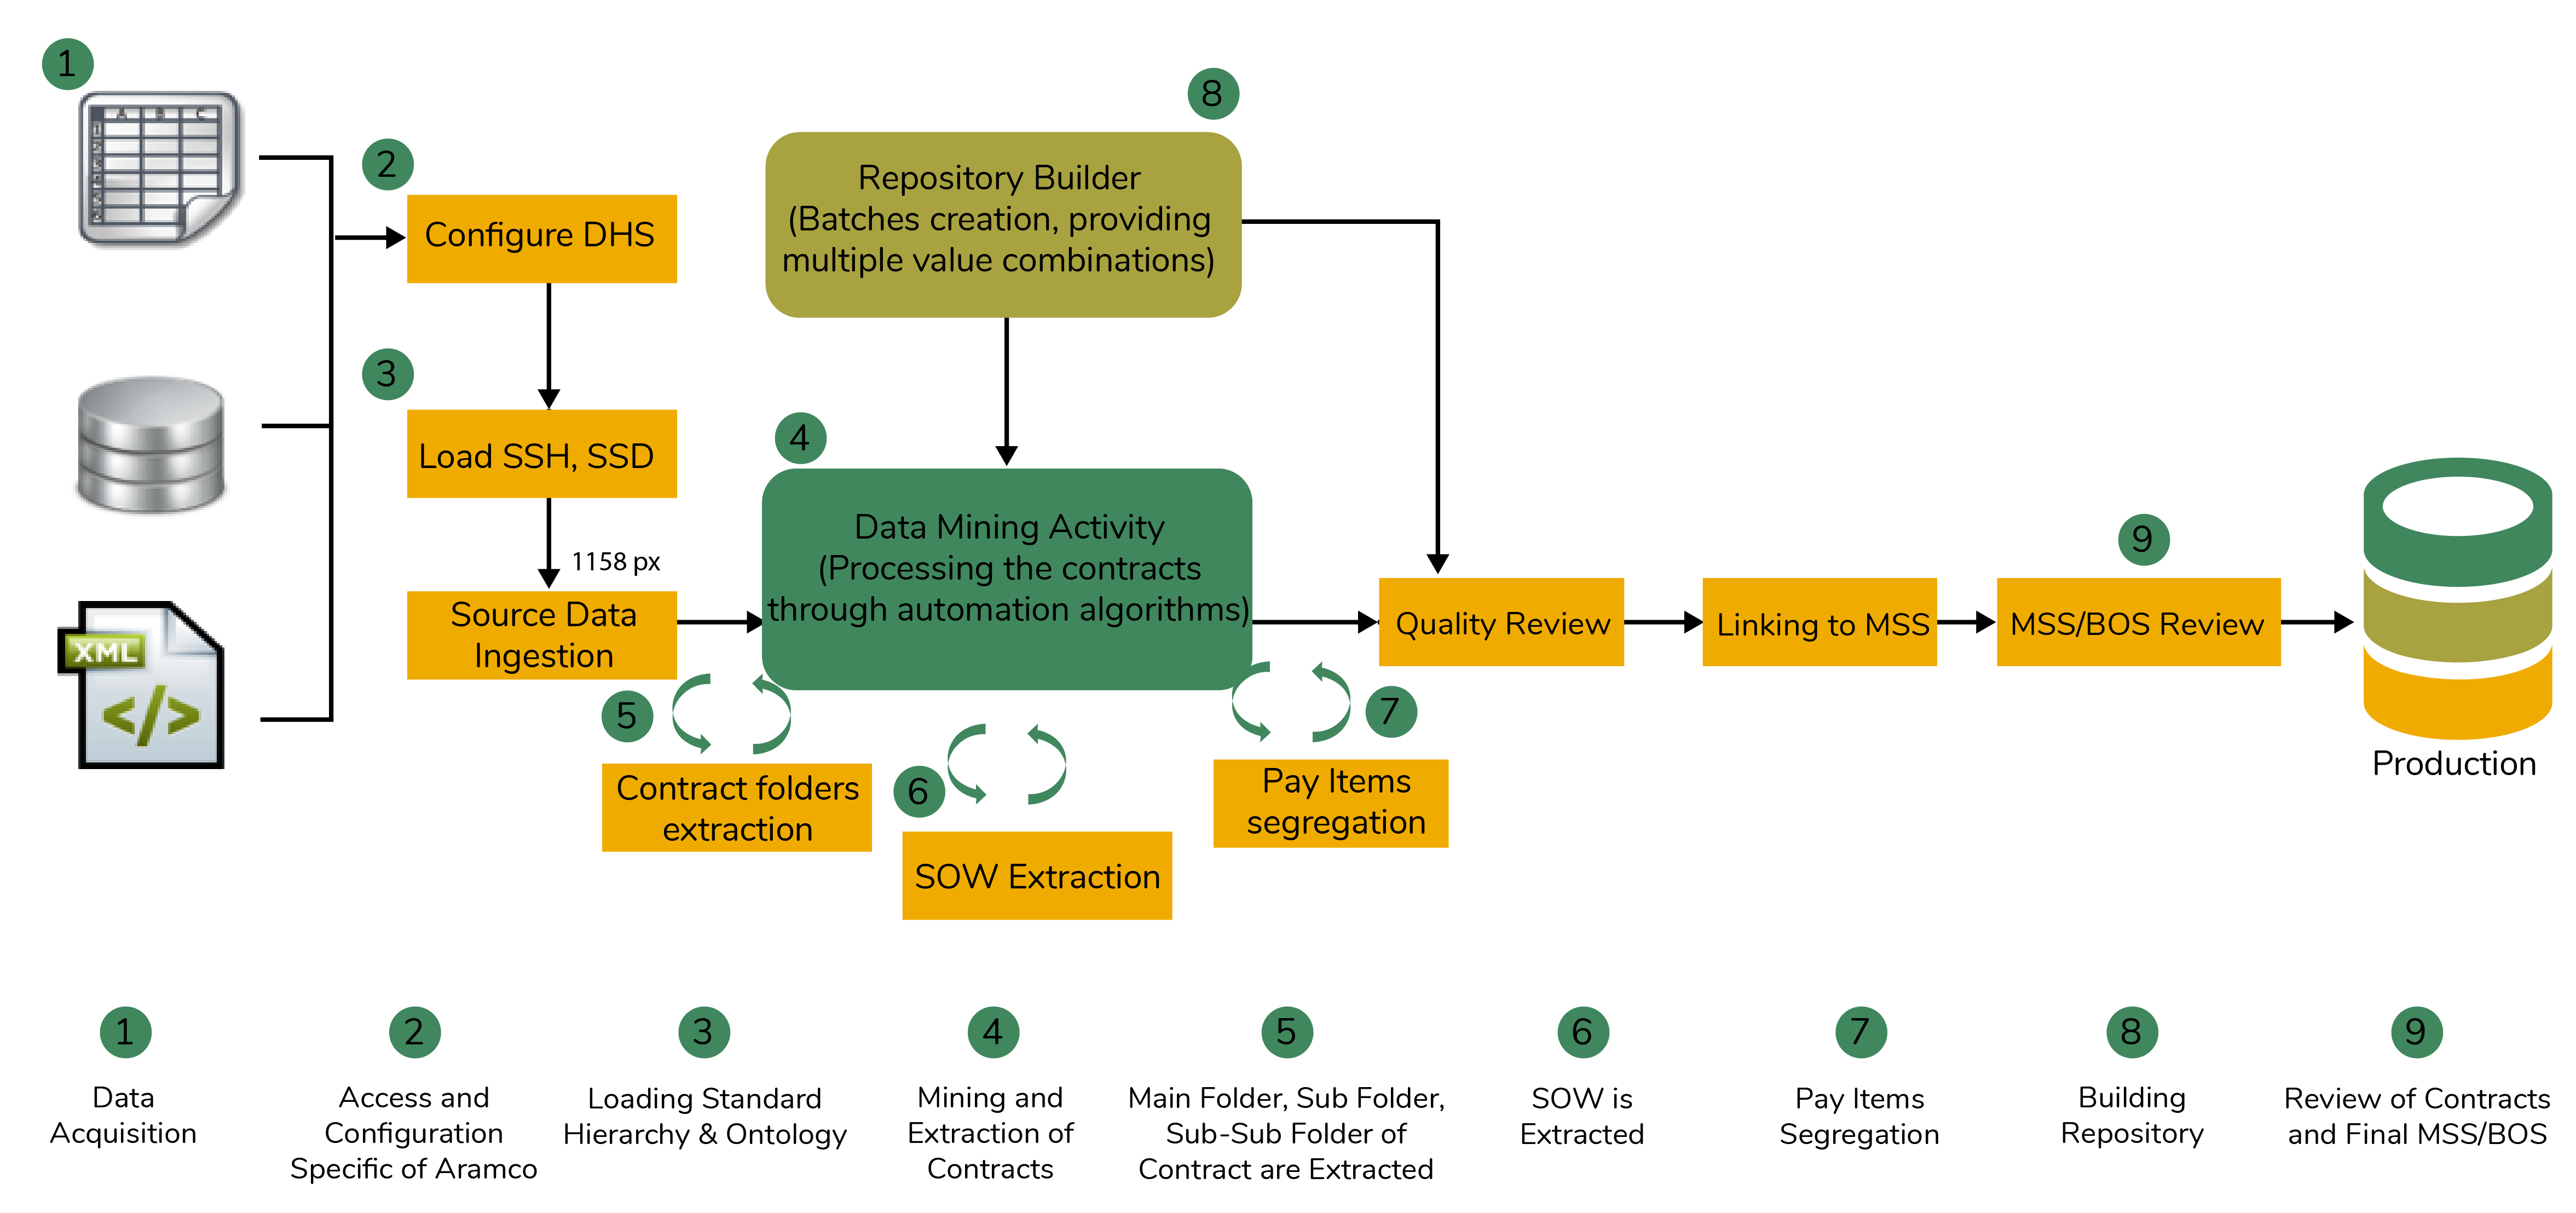 1
A B C
2
Configure DHS
3
Load SSH, SSD
1158 px
Source Data
Ingestion
XML
</>
8
Repository Builder
(Batches creation, providing
multiple value combinations)
4
Data Mining Activity
(Processing the contracts
through automation algorithms)
5
Contract folders
extraction
6
SOW Extraction
7
Pay Items
segregation
Quality Review
Linking to MSS
9
MSS/BOS Review
Production
1
Data
Acquisition
2
Access and
Configuration
Specific of Aramco
3
Loading Standard
Hierarchy & Ontology
4
Mining and
Extraction of
Contracts
5
Main Folder, Sub Folder,
Sub-Sub Folder of
Contract are Extracted
6
SOW is
Extracted
7
Pay Items
Segregation
8
Building
Repository
9
Review of Contracts
and Final MSS/BOS